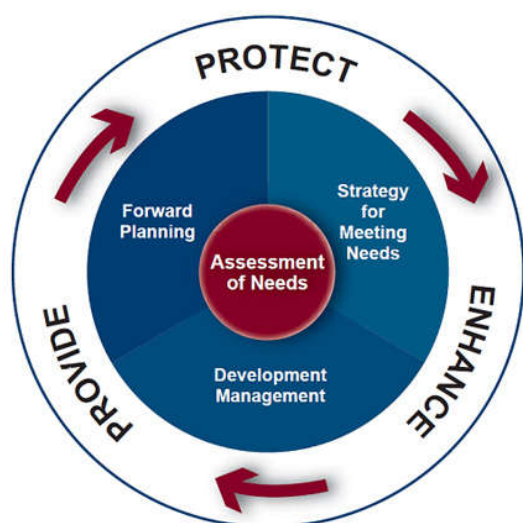 PROTECT
Forward
Planning
Strategy
for
Meeting
Needs
Assessment
of Needs
Development
Management
ENHANCE
PROVIDE